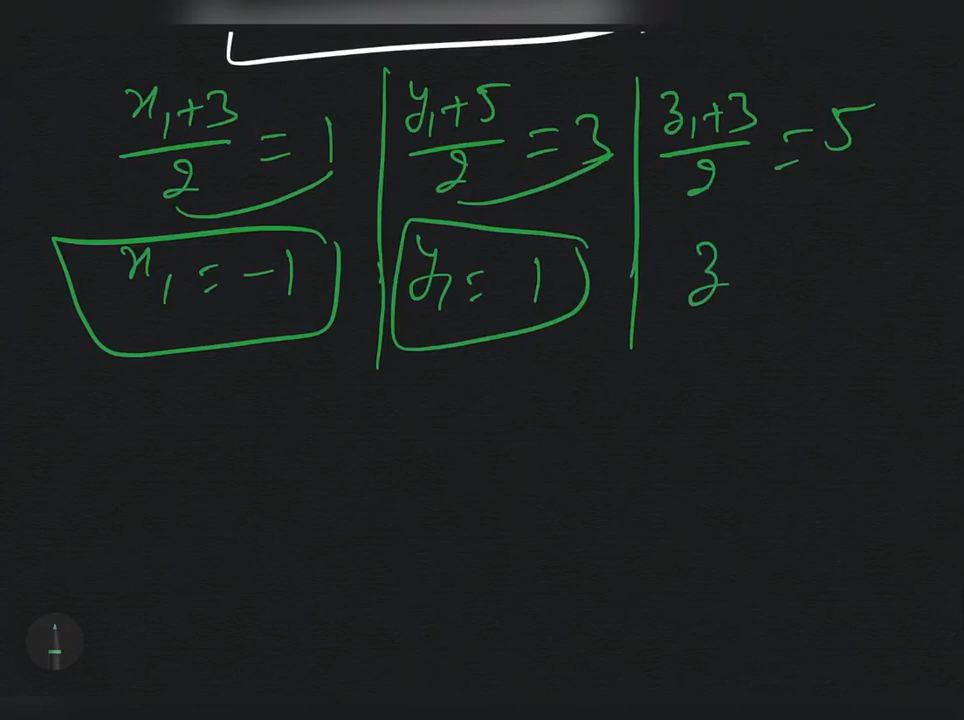 x₁+3/2 = 1
x₁ = -1
y₁+5/2 = 3
y₁ = 1
z₁+3/2 = 5
z